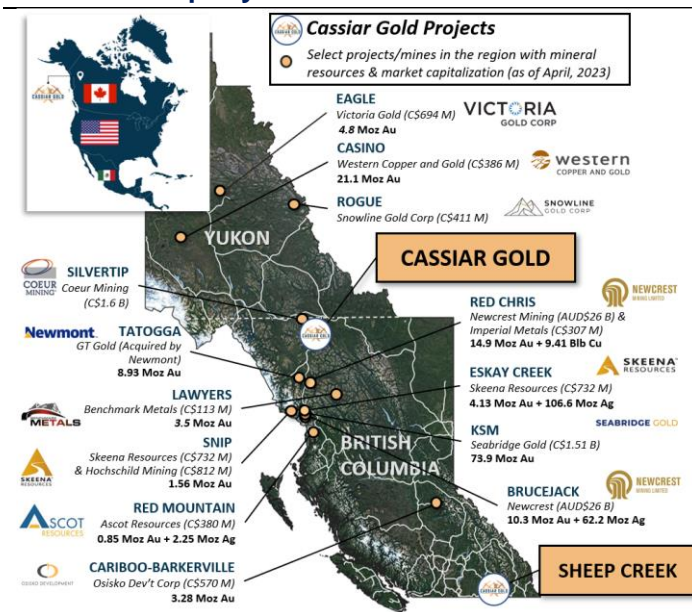 Cassiar Gold Projects
Select projects/mines in the region with mineral
resources & market capitalization (as of April, 2023)
CASSIAR GOLD
EAGLE
Victoria Gold (C$694 M)
4.8 Moz Au
VICTORIA
GOLD CORP
CASINO
Western Copper and Gold (C$386 M)
21.1 Moz Au
western
COPPER AND GOLD
ROGUE
Snowline Gold Corp (C$411 M)
SNOWLINE
GOLD CORP
YUKON
CASSIAR GOLD
COEUR
MINING
SILVERTIP
Coeur Mining
(C$1.6 B)
CASSIAR GOLD
RED CHRIS
Newcrest Mining (AUD$26 B) &
Imperial Metals (C$307 M)
14.9 Moz Au + 9.41 Blb Cu
NEWCREST
MINING LIMITED
Newmont
TATOGGA
GT Gold (Acquired by
Newmont)
8.93 Moz Au
ESKAY CREEK
Skeena Resources (C$732 M)
4.13 Moz Au + 106.6 Moz Ag
SKEENA
RESOURCES
METALS
LAWYERS
Benchmark Metals (C$113 M)
3.5 Moz Au
KSM
Seabridge Gold (C$1.51 B)
73.9 Moz Au
SEABRIDGE GOLD
SKEENA
RESOURCES
SNIP
Skeena Resources (C$732 M)
& Hochschild Mining (C$812 M)
1.56 Moz Au
BRITISH
COLUMBIA
BRUCEJACK
Newcrest (AUD$26 B)
10.3 Moz Au + 62.2 Moz Ag
NEWCREST
MINING LIMITED
ASCOT
RESOURCES
RED MOUNTAIN
Ascot Resources (C$380 M)
0.85 Moz Au + 2.25 Moz Ag
OSISKO DEVELOPMENT
CARIBOO-BARKERVILLE
Osisko Dev't Corp (C$570 M)
3.28 Moz Au
CASSIAR GOLD
SHEEP CREEK